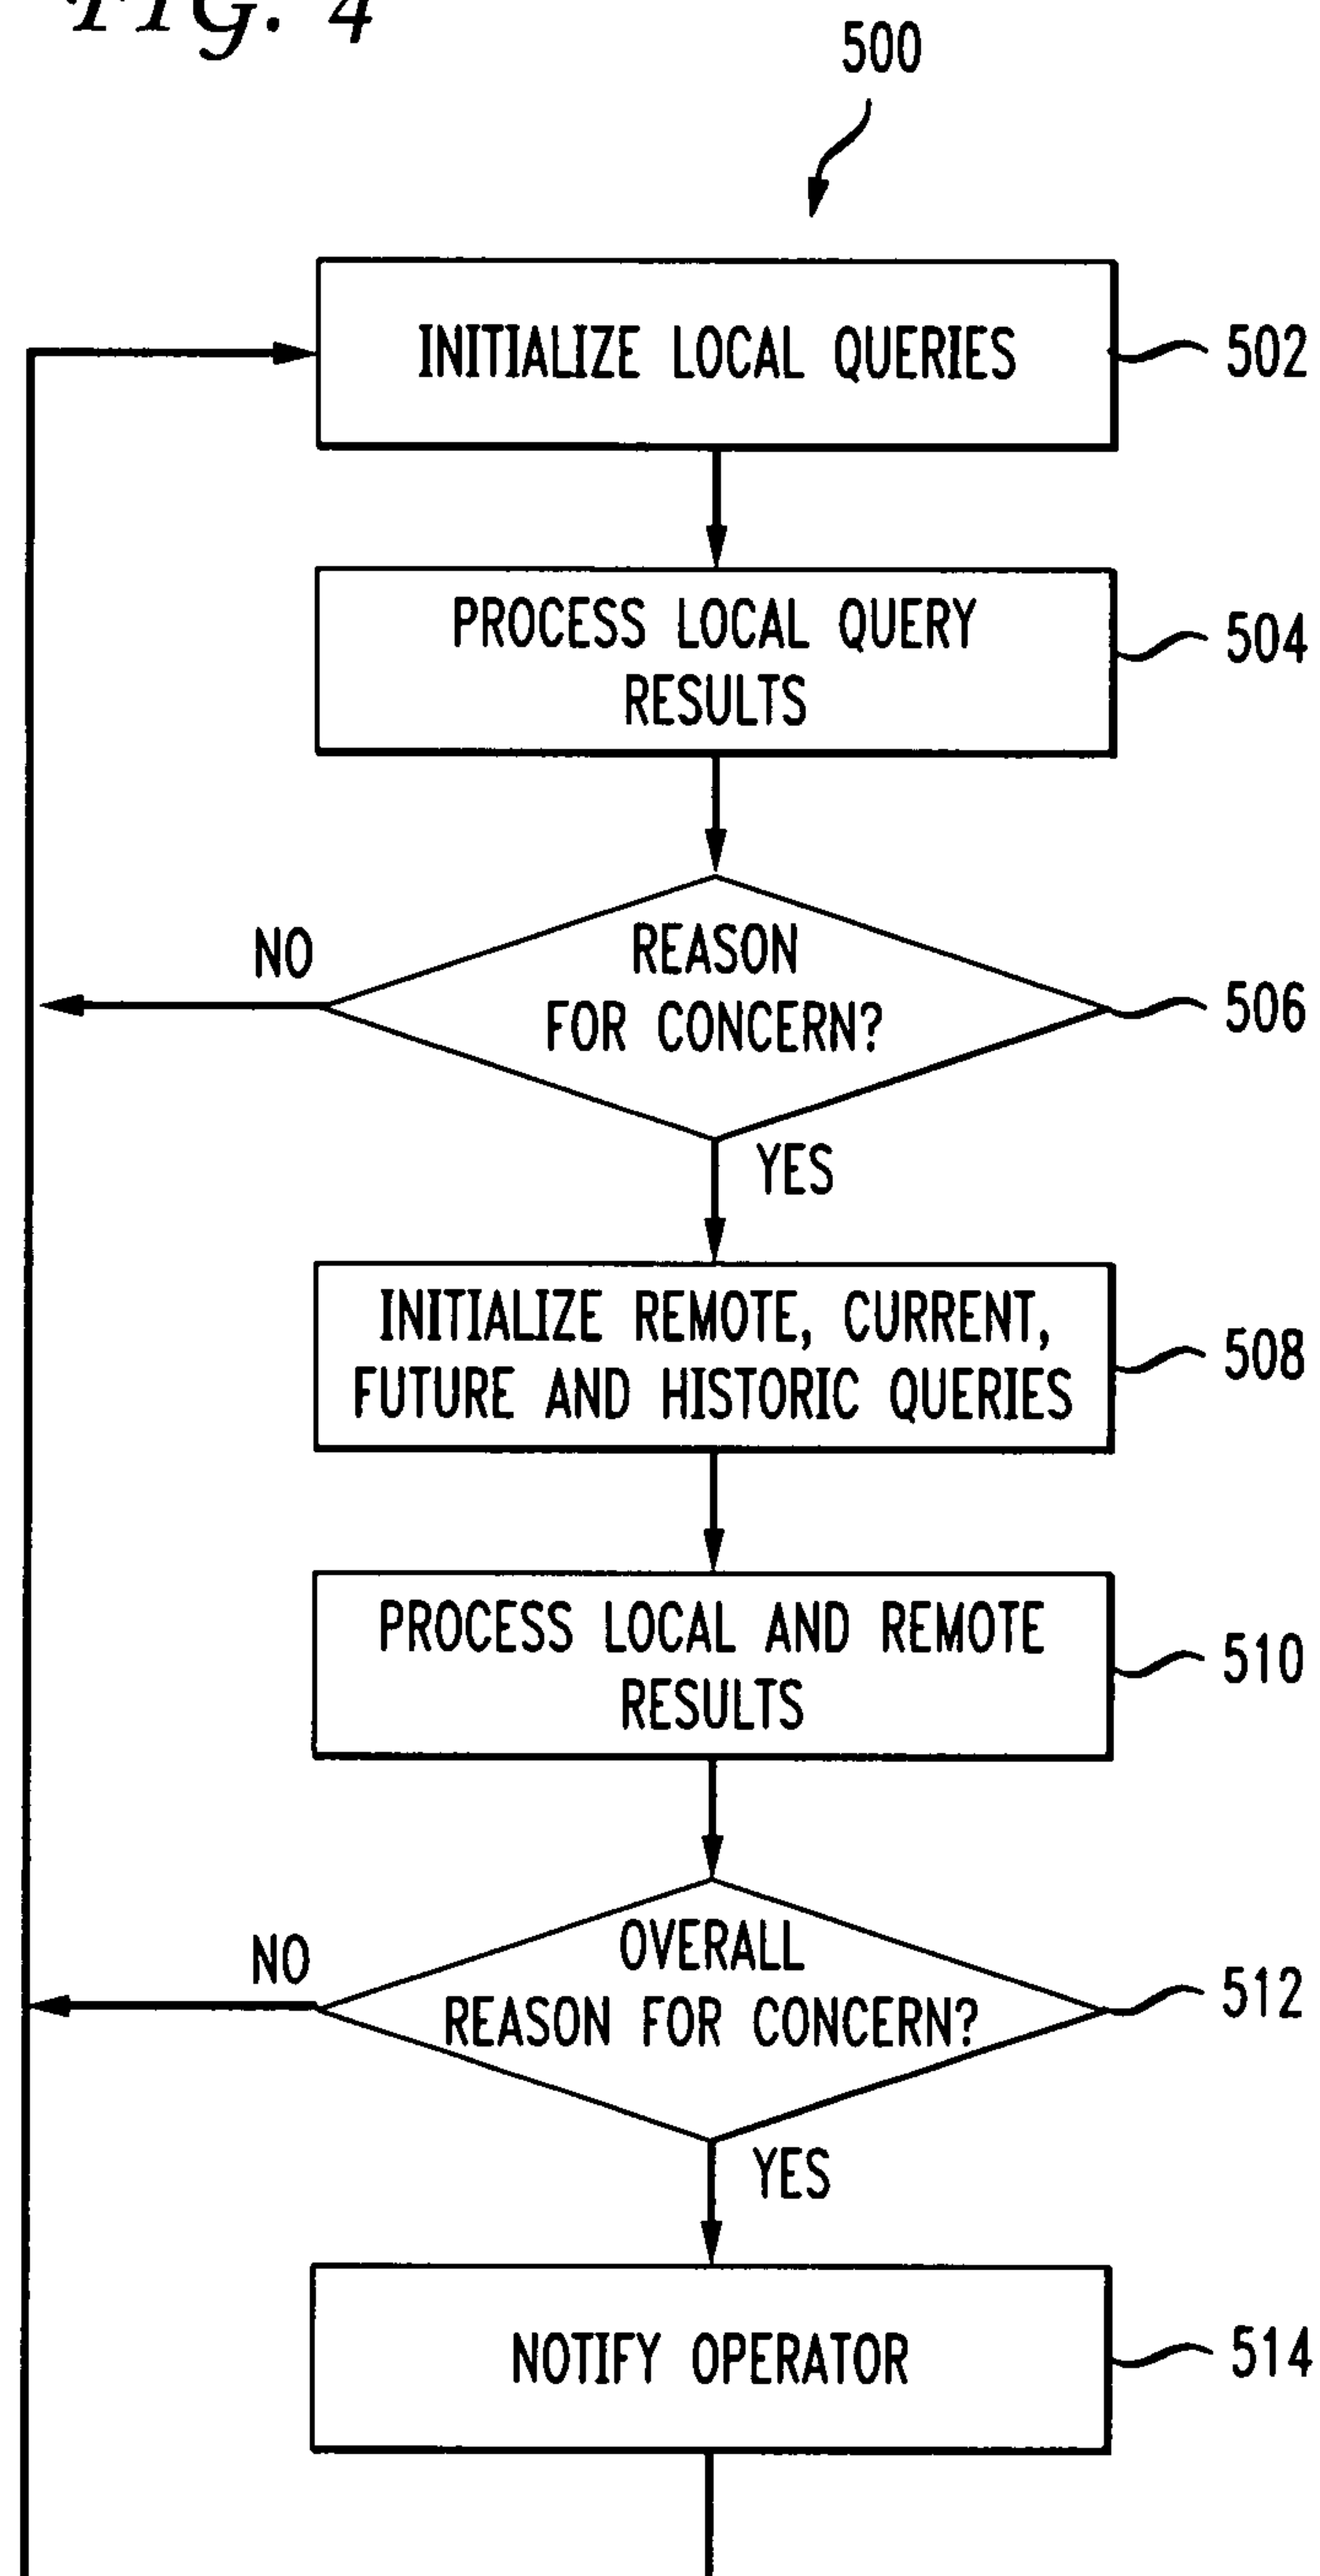 FIG. 4
500
INITIALIZE LOCAL QUERIES
502
PROCESS LOCAL QUERY
RESULTS
504
REASON
FOR CONCERN?
NO
506
YES
INITIALIZE REMOTE, CURRENT,
FUTURE AND HISTORIC QUERIES
508
PROCESS LOCAL AND REMOTE
RESULTS
510
OVERALL
REASON FOR CONCERN?
NO
512
YES
NOTIFY OPERATOR
514